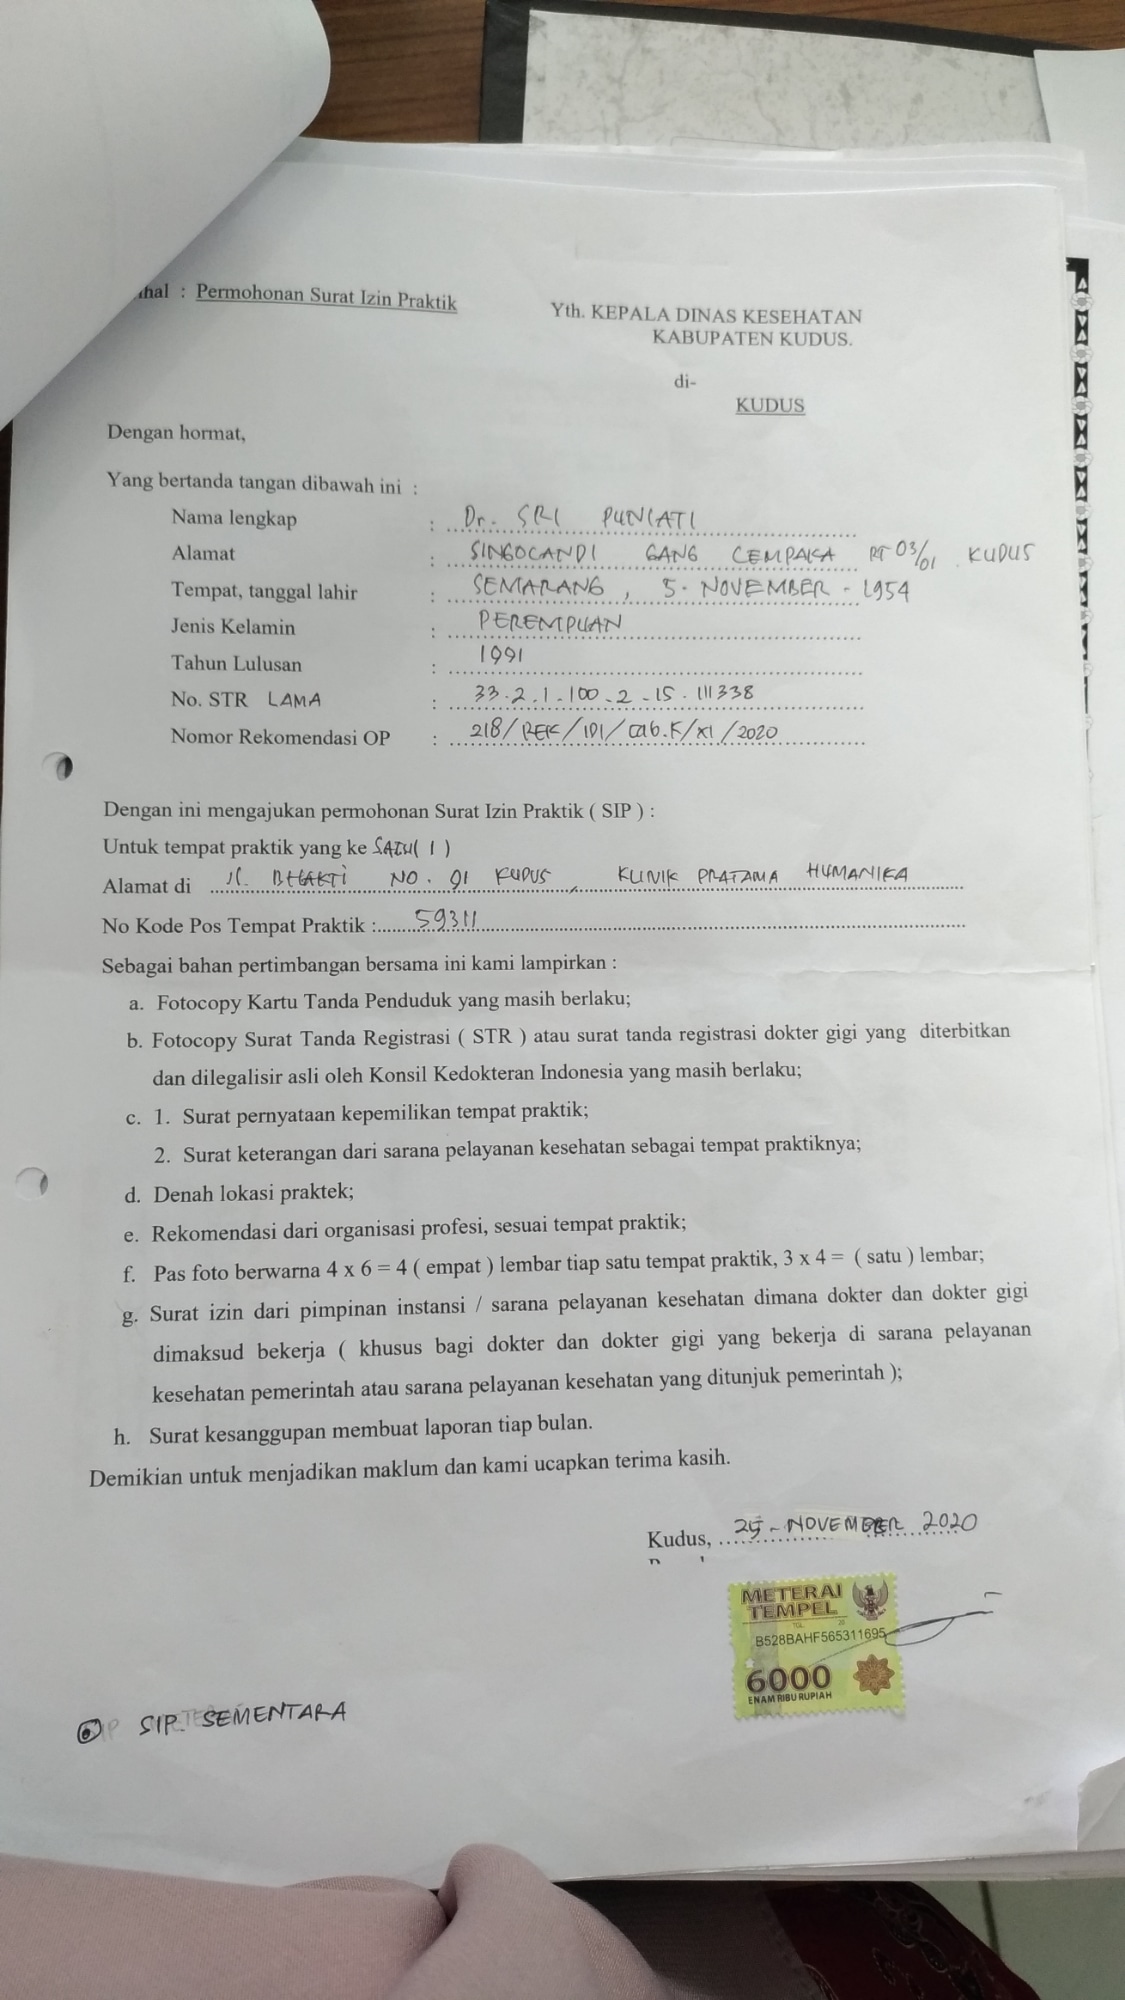 hal : Permohonan Surat Izin Praktik
Yth. KEPALA DINAS KESEHATAN
KABUPATEN KUDUS.
di-
KUDUS
Dengan hormat,
Yang bertanda tangan dibawah ini :
Nama lengkap : Dr. SRI PUNIATI
Alamat : SINGOCANDI GANG CEMPAKA RT 03/01 KUDUS
Tempat, tanggal lahir : SEMARANG, 5 - NOVEMBER - 1954
Jenis Kelamin : PEREMPUAN
Tahun Lulusan : 1991
No. STR LAMA : 33.2.1.100.2.15.111338
Nomor Rekomendasi OP : 218/REK/IDI/Cab.K/XI/2020
Dengan ini mengajukan permohonan Surat Izin Praktik ( SIP ) :
Untuk tempat praktik yang ke SATU ( 1 )
Alamat di Jl. BHAKTI NO. 91 KUDUS, KLINIK PRATAMA HUMANIKA
No Kode Pos Tempat Praktik : 59311
Sebagai bahan pertimbangan bersama ini kami lampirkan :
a. Fotocopy Kartu Tanda Penduduk yang masih berlaku;
b. Fotocopy Surat Tanda Registrasi ( STR ) atau surat tanda registrasi dokter gigi yang diterbitkan
dan dilegalisir asli oleh Konsil Kedokteran Indonesia yang masih berlaku;
c. 1. Surat pernyataan kepemilikan tempat praktik;
2. Surat keterangan dari sarana pelayanan kesehatan sebagai tempat praktiknya;
d. Denah lokasi praktek;
e. Rekomendasi dari organisasi profesi, sesuai tempat praktik;
f. Pas foto berwarna 4 x 6 = 4 ( empat ) lembar tiap satu tempat praktik, 3 x 4 = ( satu ) lembar;
g. Surat izin dari pimpinan instansi / sarana pelayanan kesehatan dimana dokter dan dokter gigi
dimaksud bekerja ( khusus bagi dokter dan dokter gigi yang bekerja di sarana pelayanan
kesehatan pemerintah atau sarana pelayanan kesehatan yang ditunjuk pemerintah );
h. Surat kesanggupan membuat laporan tiap bulan.
Demikian untuk menjadikan maklum dan kami ucapkan terima kasih.
Kudus, 25 - NOVEMBER 2020
METERAI
TEMPEL
TGL. 20
B528BAHF565311695
6000
ENAM RIBU RUPIAH
SIP SEMENTARA